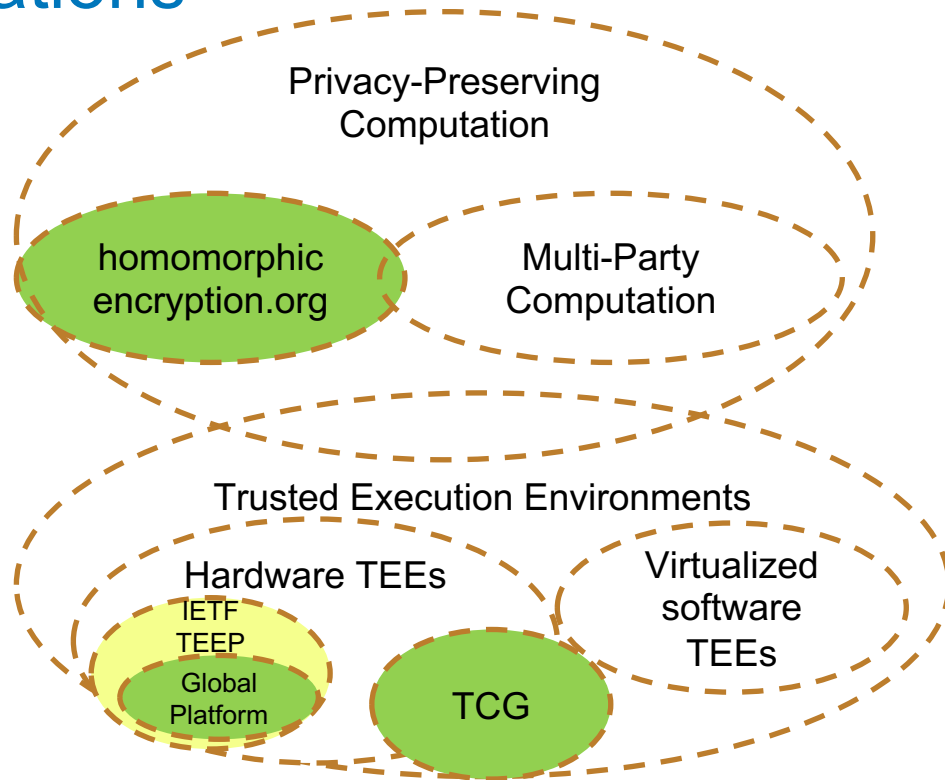 ations
Privacy-Preserving
Computation
homomorphic
encryption.org
Multi-Party
Computation
Trusted Execution Environments
Hardware TEEs
IETF
TEEP
Global
Platform
TCG
Virtualized
software
TEEs